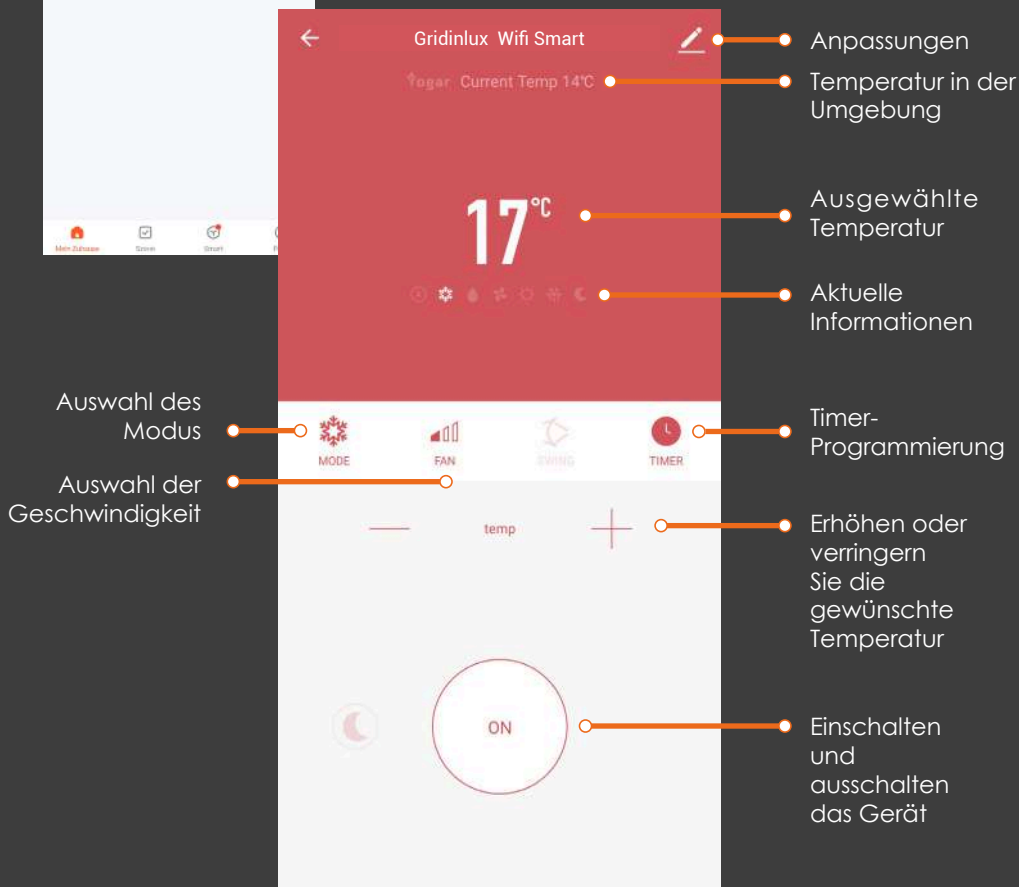 Mein Zuhause
Szenen
Smart
Gridinlux Wifi Smart
Current Temp 14°C
17°C
MODE
FAN
SWING
TIMER
temp
ON
Auswahl des
Modus
Auswahl der
Geschwindigkeit
Anpassungen
Temperatur in der
Umgebung
Ausgewählte
Temperatur
Aktuelle
Informationen
Timer-
Programmierung
Erhöhen oder
verringern
Sie die
gewünschte
Temperatur
Einschalten
und
ausschalten
das Gerät